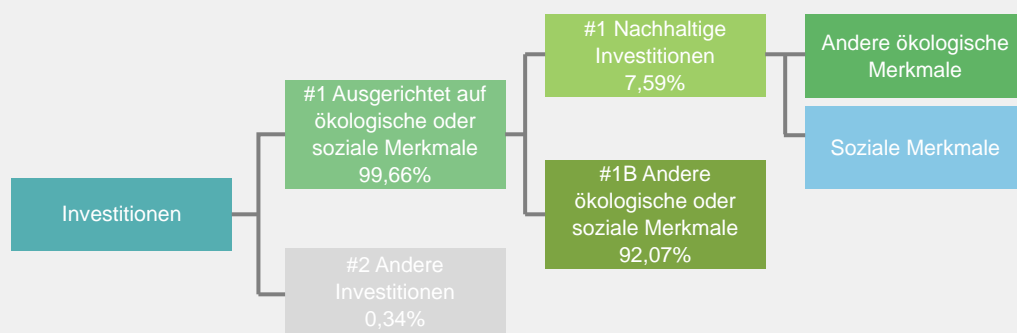 Investitionen
#1 Ausgerichtet auf
ökologische oder
soziale Merkmale
99,66%
#2 Andere
Investitionen
0,34%
#1 Nachhaltige
Investitionen
7,59%
#1B Andere
ökologische oder
soziale Merkmale
92,07%
Andere ökologische
Merkmale
Soziale Merkmale